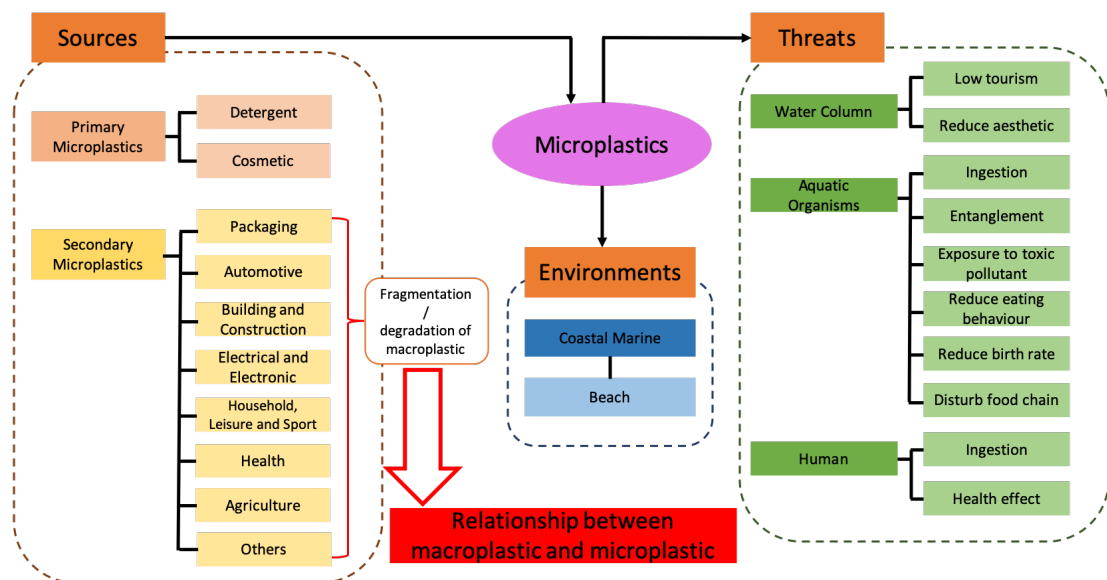 Sources
Threats
Microplastics
Primary
Microplastics
Detergent
Cosmetic
Secondary
Microplastics
Packaging
Automotive
Building and
Construction
Electrical and
Electronic
Household,
Leisure and Sport
Health
Agriculture
Others
Fragmentation
/
degradation of
macroplastic
Relationship between
macroplastic and microplastic
Environments
Coastal Marine
Beach
Water Column
Low tourism
Reduce aesthetic
Aquatic
Organisms
Ingestion
Entanglement
Exposure to toxic
pollutant
Reduce eating
behaviour
Reduce birth rate
Disturb food chain
Human
Ingestion
Health effect